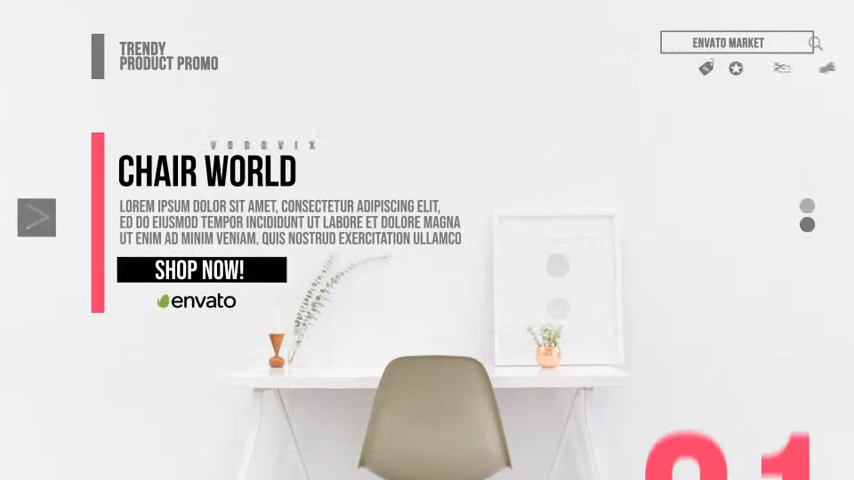 TRENDY
PRODUCT PROMO
ENVATO MARKET
CHAIR WORLD
LOREM IPSUM DOLOR SIT AMET, CONSECTETUR ADIPISCING ELIT,
ED DO EIUSMOD TEMPOR INCIDIDUNT UT LABORE ET DOLORE MAGNA
UT ENIM AD MINIM VENIAM, QUIS NOSTRUD EXERCITATION ULLAMCO
SHOP NOW!
envato
01